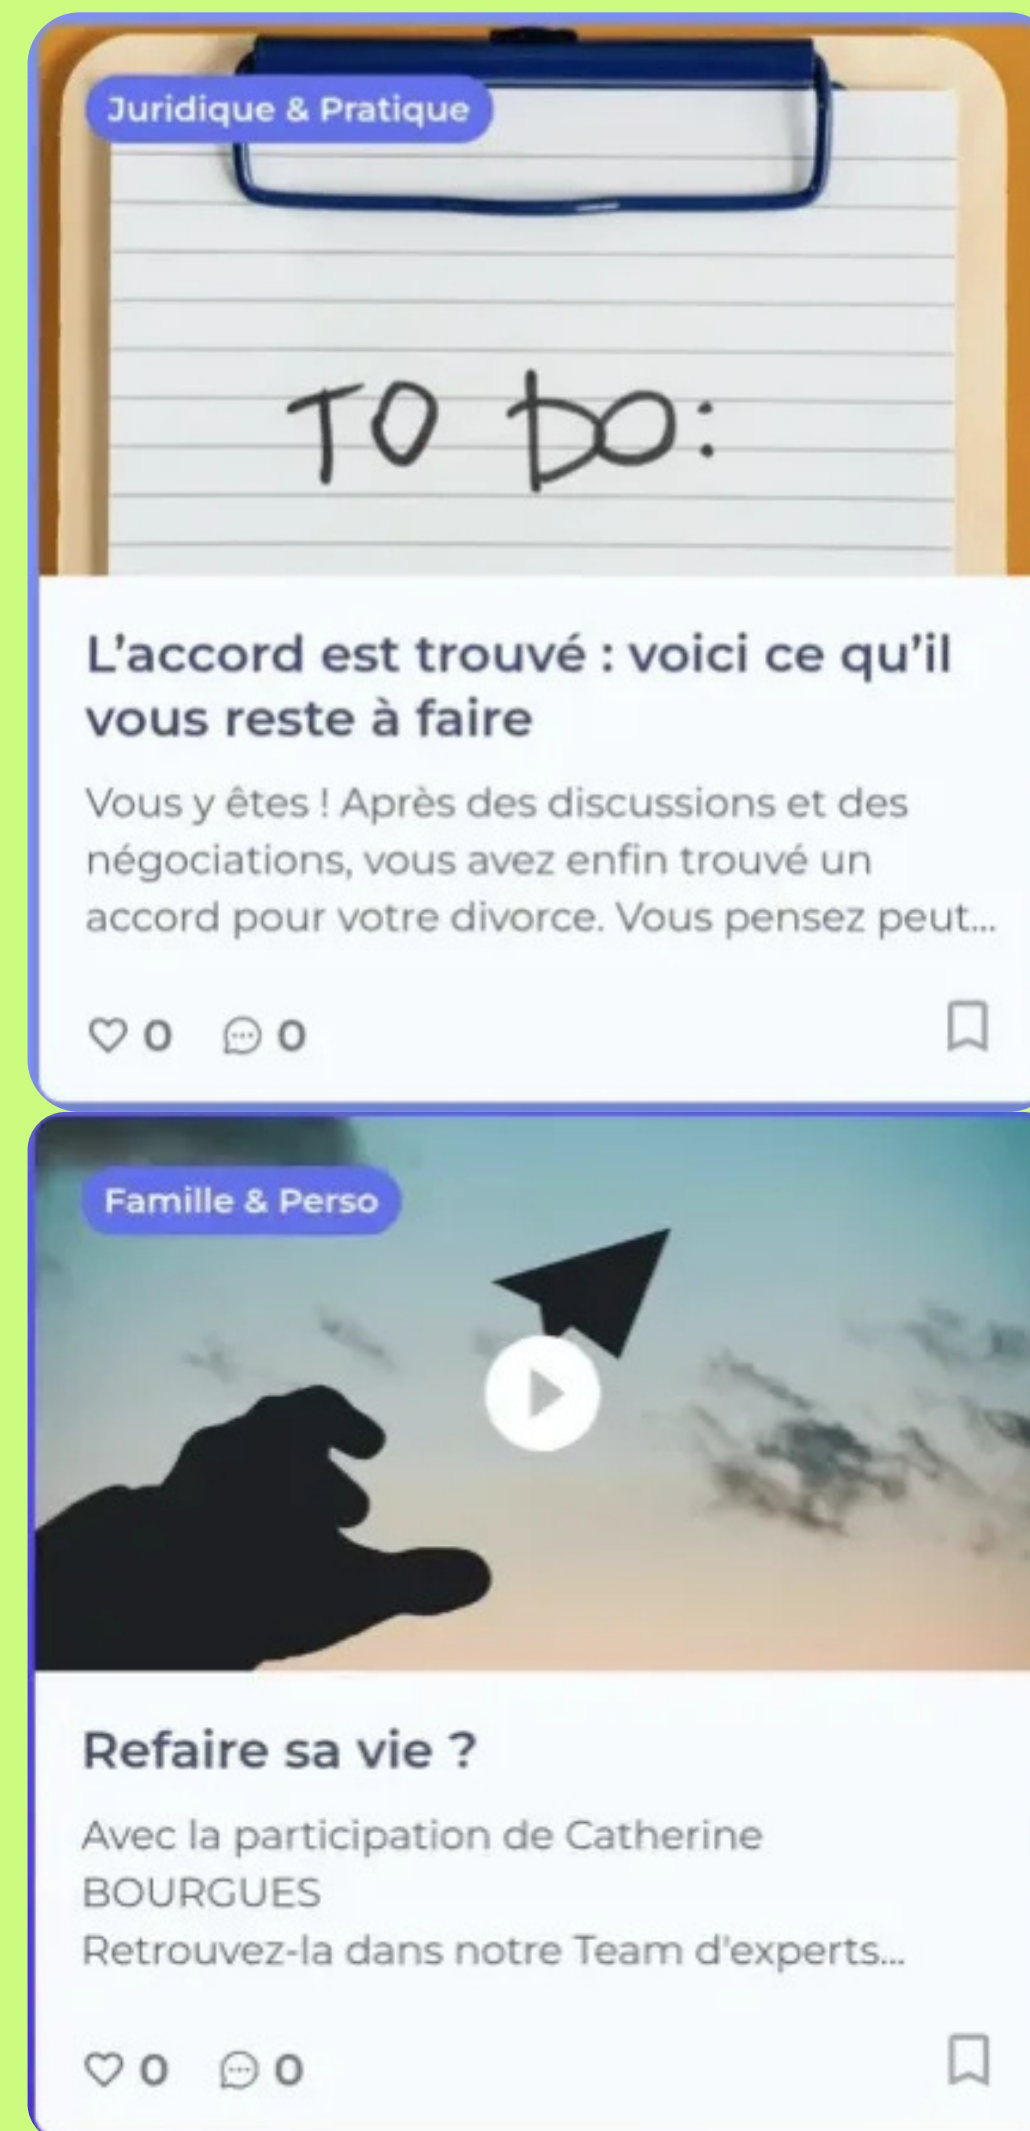 Juridique & Pratique
TO DO:
L’accord est trouvé : voici ce qu’il
vous reste à faire
Vous y êtes ! Après des discussions et des
négociations, vous avez enfin trouvé un
accord pour votre divorce. Vous pensez peut...
0 0
Famille & Perso
Refaire sa vie ?
Avec la participation de Catherine
BOURGUES
Retrouvez-la dans notre Team d'experts...
0 0